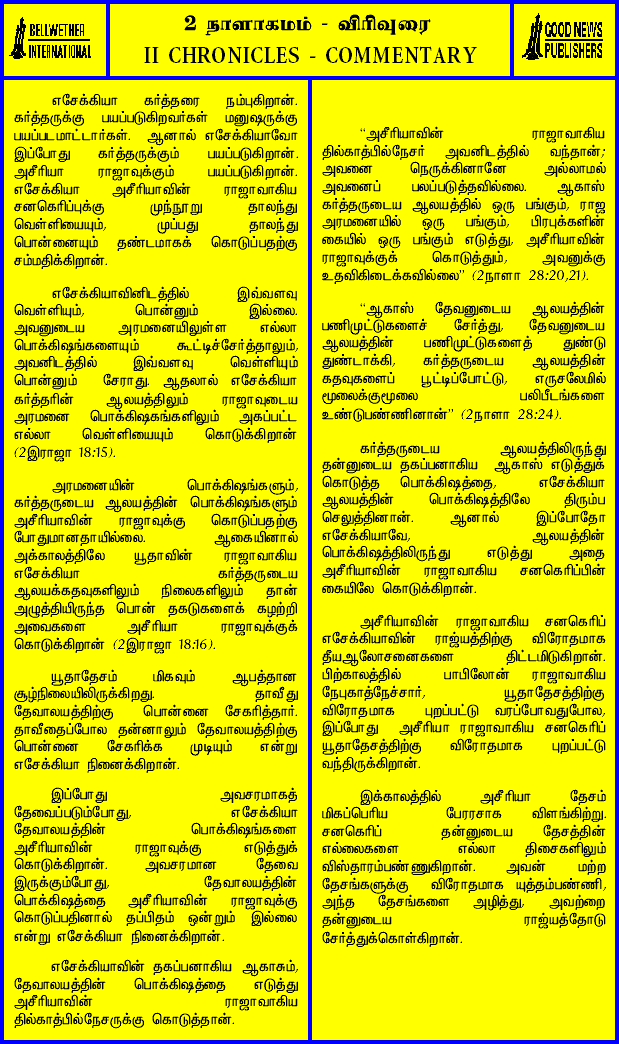 BELLWETHER
INTERNATIONAL
2 நாளாகமம் - விரிவுரை
II CHRONICLES - COMMENTARY
GOOD NEWS
PUBLISHERS
எசேக்கியா கர்த்தரை நம்புகிறான்.
கர்த்தருக்கு பயப்படுகிறவர்கள் மனுஷருக்கு
பயப்படமாட்டார்கள். ஆனால் எசேக்கியாவோ
இப்போது கர்த்தருக்கும் பயப்படுகிறான்.
அசீரியா ராஜாவுக்கும் பயப்படுகிறான்.
எசேக்கியா அசீரியாவின் ராஜாவாகிய
சனகெரிப்புக்கு முந்நூறு தாலந்து
வெள்ளியையும், முப்பது தாலந்து
பொன்னையும் தண்டமாகக் கொடுப்பதற்கு
சம்மதிக்கிறான்.
எசேக்கியாவினிடத்தில் இவ்வளவு
வெள்ளியும், பொன்னும் இல்லை.
அவனுடைய அரமனையிலுள்ள எல்லா
பொக்கிஷங்களையும் கூட்டிச்சேர்த்தாலும்,
அவனிடத்தில் இவ்வளவு வெள்ளியும்
பொன்னும் சேராது. ஆதலால் எசேக்கியா
கர்த்தரின் ஆலயத்திலும் ராஜாவுடைய
அரமனை பொக்கிஷகங்களிலும் அகப்பட்ட
எல்லா வெள்ளியையும் கொடுக்கிறான்
(2இராஜா 18:15).
அரமனையின் பொக்கிஷங்களும்,
கர்த்தருடைய ஆலயத்தின் பொக்கிஷங்களும்
அசீரியாவின் ராஜாவுக்கு கொடுப்பதற்கு
போதுமானதாயில்லை. ஆகையினால்
அக்காலத்திலே யூதாவின் ராஜாவாகிய
எசேக்கியா கர்த்தருடைய
ஆலயக்கதவுகளிலும் நிலைகளிலும் தான்
அழுத்தியிருந்த பொன் தகடுகளைக் கழற்றி
அவைகளை அசீரியா ராஜாவுக்குக்
கொடுக்கிறான் (2இராஜா 18:16).
யூதாதேசம் மிகவும் ஆபத்தான
சூழ்நிலையிலிருக்கிறது. தாவீது
தேவாலயத்திற்கு பொன்னை சேகரித்தார்.
தாவீதைப்போல தன்னாலும் தேவாலயத்திற்கு
பொன்னை சேகரிக்க முடியும் என்று
எசேக்கியா நினைக்கிறான்.
இப்போது அவசரமாகத்
தேவைப்படும்போது, எசேக்கியா
தேவாலயத்தின் பொக்கிஷங்களை
அசீரியாவின் ராஜாவுக்கு எடுத்துக்
கொடுக்கிறான். அவசரமான தேவை
இருக்கும்போது, தேவாலயத்தின்
பொக்கிஷத்தை அசீரியாவின் ராஜாவுக்கு
கொடுப்பதினால் தப்பிதம் ஒன்றும் இல்லை
என்று எசேக்கியா நினைக்கிறான்.
எசேக்கியாவின் தகப்பனாகிய ஆகாசும்,
தேவாலயத்தின் பொக்கிஷத்தை எடுத்து
அசீரியாவின் ராஜாவாகிய
தில்காத்பில்நேசருக்கு கொடுத்தான்.
“அசீரியாவின் ராஜாவாகிய
தில்காத்பில்நேசர் அவனிடத்தில் வந்தான்;
அவனை நெருக்கினானே அல்லாமல்
அவனைப் பலப்படுத்தவில்லை. ஆகாஸ்
கர்த்தருடைய ஆலயத்தில் ஒரு பங்கும், ராஜ
அரமனையில் ஒரு பங்கும், பிரபுக்களின்
கையில் ஒரு பங்கும் எடுத்து, அசீரியாவின்
ராஜாவுக்குக் கொடுத்தும், அவனுக்கு
உதவிகிடைக்கவில்லை” (2நாளா 28:20,21).
“ஆகாஸ் தேவனுடைய ஆலயத்தின்
பணிமுட்டுகளைச் சேர்த்து, தேவனுடைய
ஆலயத்தின் பணிமுட்டுகளைத் துண்டு
துண்டாக்கி, கர்த்தருடைய ஆலயத்தின்
கதவுகளைப் பூட்டிப்போட்டு, எருசலேமில்
மூலைக்குமூலை பலிபீடங்களை
உண்டுபண்ணினான்” (2நாளா 28:24).
கர்த்தருடைய ஆலயத்திலிருந்து
தன்னுடைய தகப்பனாகிய ஆகாஸ் எடுத்துக்
கொடுத்த பொக்கிஷத்தை, எசேக்கியா
ஆலயத்தின் பொக்கிஷத்திலே திரும்ப
செலுத்தினான். ஆனால் இப்போதோ
எசேக்கியாவே, ஆலயத்தின்
பொக்கிஷத்திலிருந்து எடுத்து அதை
அசீரியாவின் ராஜாவாகிய சனகெரிப்பின்
கையிலே கொடுக்கிறான்.
அசீரியாவின் ராஜாவாகிய சனகெரிப்
எசேக்கியாவின் ராஜ்யத்திற்கு விரோதமாக
தீயஆலோசனைகளை திட்டமிடுகிறான்.
பிற்காலத்தில் பாபிலோன் ராஜாவாகிய
நேபுகாத்நேச்சார், யூதாதேசத்திற்கு
விரோதமாக புறப்பட்டு வரப்போவதுபோல,
இப்போது அசீரியா ராஜாவாகிய சனகெரிப்
யூதாதேசத்திற்கு விரோதமாக புறப்பட்டு
வந்திருக்கிறான்.
இக்காலத்தில் அசீரியா தேசம்
மிகப்பெரிய பேரரசாக விளங்கிற்று.
சனகெரிப் தன்னுடைய தேசத்தின்
எல்லைகளை எல்லா திசைகளிலும்
விஸ்தாரம்பண்ணுகிறான். அவன் மற்ற
தேசங்களுக்கு விரோதமாக யுத்தம்பண்ணி,
அந்த தேசங்களை அழித்து, அவற்றை
தன்னுடைய ராஜ்யத்தோடு
சேர்த்துக்கொள்கிறான்.